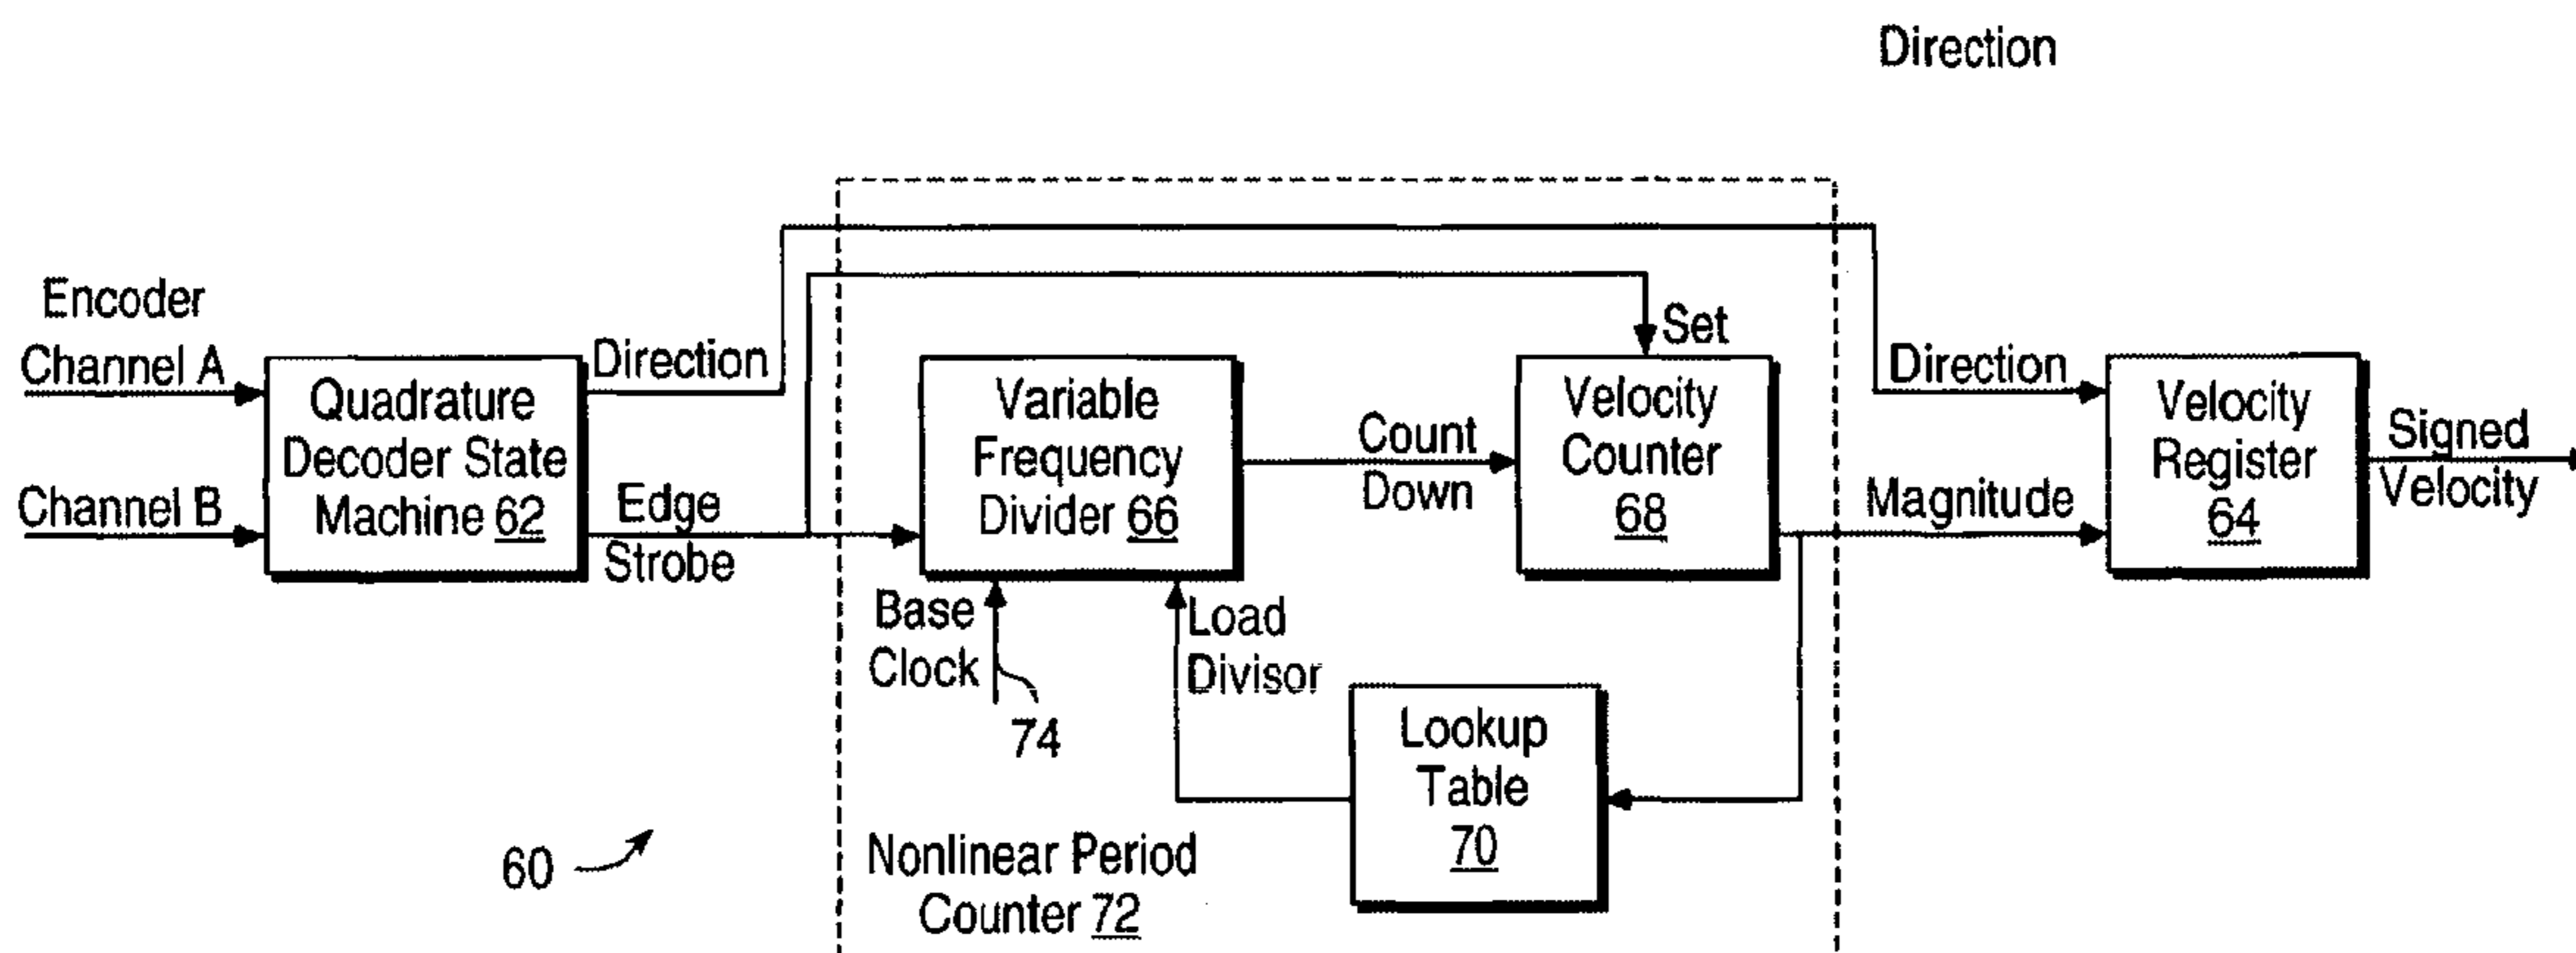 Direction
Encoder
Channel A
Channel B
Quadrature
Decoder State
Machine 62
Direction
Edge
Strobe
Variable
Frequency
Divider 66
Base
Clock
74
Load
Divisor
Count
Down
Set
Velocity
Counter
68
Lookup
Table
70
Direction
Magnitude
Velocity
Register
64
Signed
Velocity
60
Nonlinear Period
Counter 72